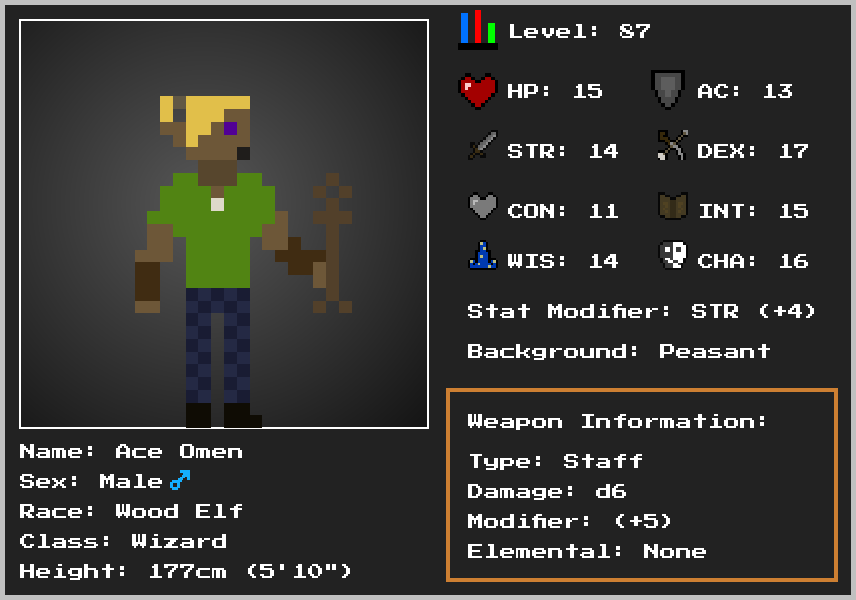 Level: 87
HP: 15 AC: 13
STR: 14 DEX: 17
CON: 11 INT: 15
WIS: 14 CHA: 16
Stat Modifier: STR (+4)
Background: Peasant
Weapon Information:
Type: Staff
Damage: d6
Modifier: (+5)
Elemental: None
Name: Ace Omen
Sex: Male ♂
Race: Wood Elf
Class: Wizard
Height: 177cm (5'10")